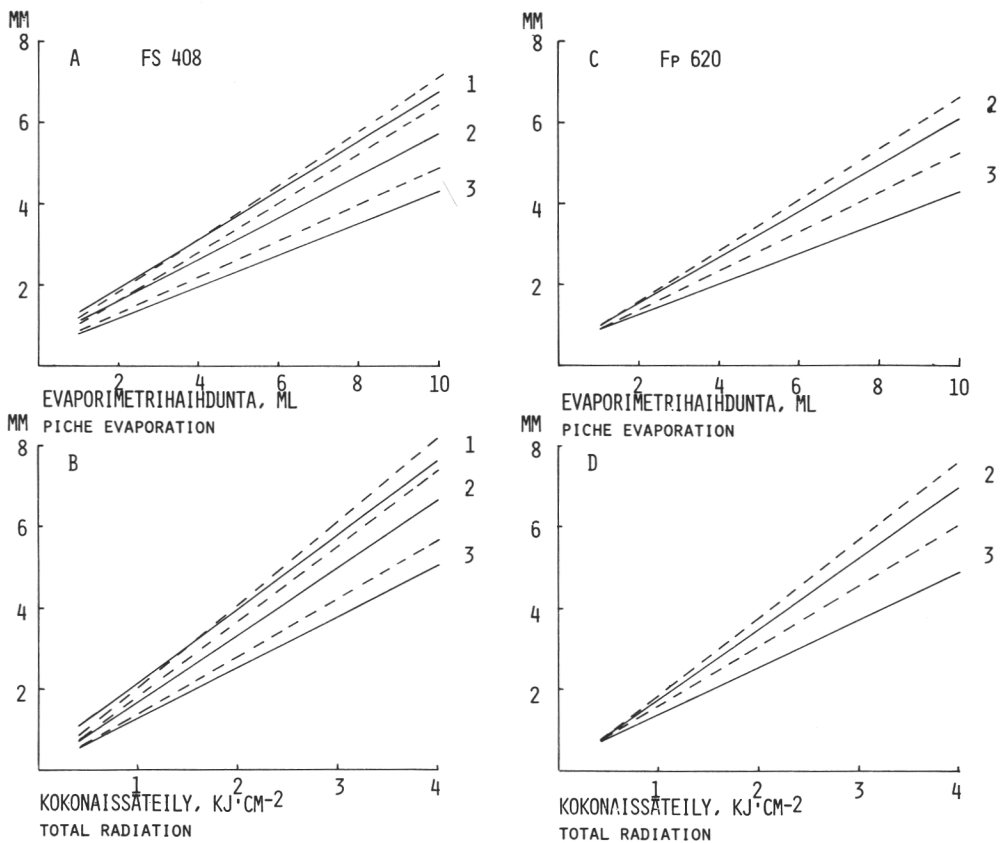 MM
8
A FS 408
1
6
2
4
3
2
2 4 6 8 10
EVAPORIMETRIHAIHDUNTA, ML
PICHE EVAPORATION
MM
8
C FP 620
2
6
3
4
2
2 4 6 8 10
EVAPORIMETRIHAIHDUNTA, ML
PICHE EVAPORATION
MM
8
B
1
2
6
3
4
2
1 2 3 4
KOKONAISSÄTEILY, KJ·CM-2
TOTAL RADIATION
MM
8
D
2
6
3
4
2
1 2 3 4
KOKONAISSÄTEILY, KJ·CM-2
TOTAL RADIATION